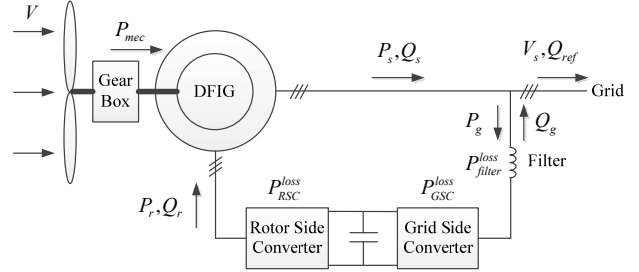 V
P_mec
Gear
Box
DFIG
P_s,Q_s
V_s,Q_ref
Grid
P_g
Q_g
P_filter^loss
Filter
P_r,Q_r
P_RSC^loss
P_GSC^loss
Rotor Side
Converter
Grid Side
Converter